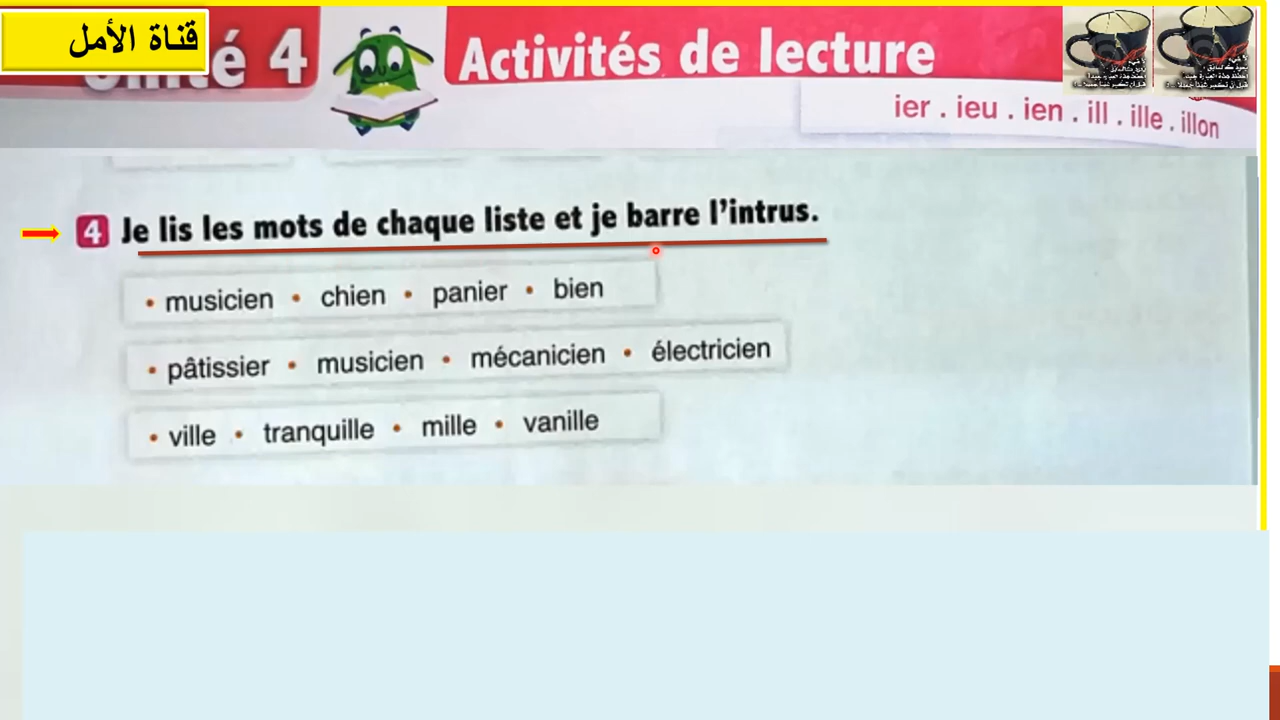 قناة الأمل
Unité 4
Activités de lecture
ier . ieu . ien . ill . ille . illon
4 Je lis les mots de chaque liste et je barre l'intrus.
• musicien • chien • panier • bien
• pâtissier • musicien • mécanicien • électricien
• ville • tranquille • mille • vanille